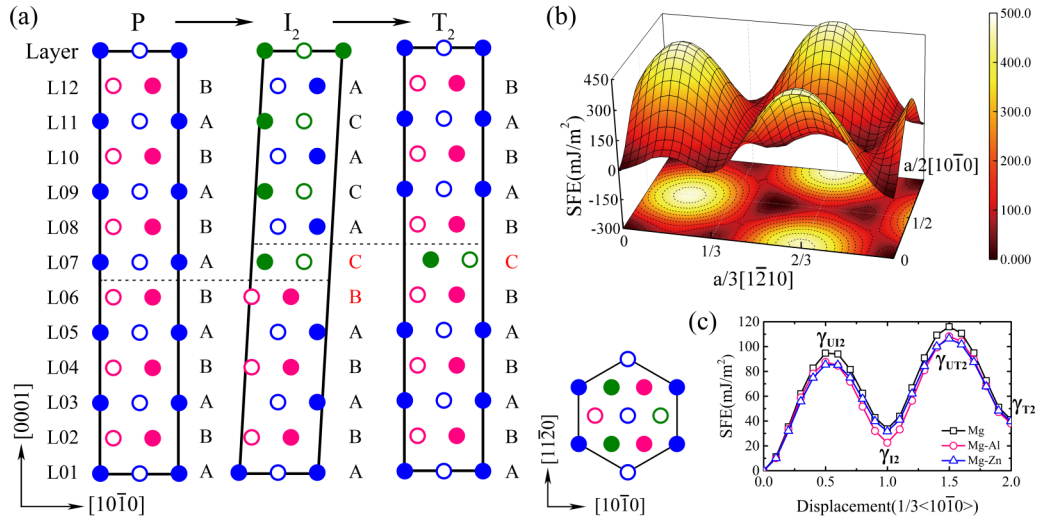 (a)
P I₂ T₂
Layer
L12 B A B
L11 A C A
L10 B A B
L09 A C A
L08 B A B
L07 A C C
L06 B B B
L05 A A A
L04 B B B
L03 A A A
L02 B B B
L01 A A A
[0001]
[101̄0]
[112̄0]
[101̄0]
(b)
SFE(mJ/m²)
450
300
150
0
-150
-300
0
1/3
2/3
a/3[12̄10]
0
1/2
a/2[101̄0]
500.0
400.0
300.0
200.0
100.0
0.000
(c)
SFE(mJ/m²)
120
100
80
60
40
20
0
γUI2
γI2
γUT2
γT2
Mg
Mg-Al
Mg-Zn
0.0 0.5 1.0 1.5 2.0
Displacement(1/3<101̄0>)